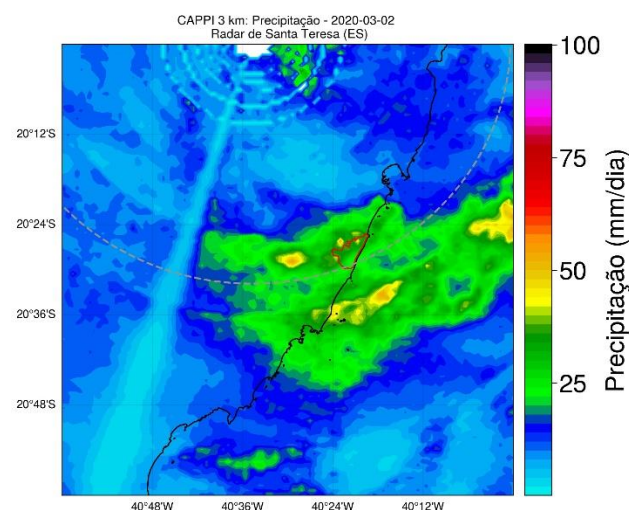 CAPPI 3 km: Precipitação - 2020-03-02
Radar de Santa Teresa (ES)
100
75
50
25
Precipitação (mm/dia)
20°12'S
20°24'S
20°36'S
20°48'S
40°48'W
40°36'W
40°24'W
40°12'W